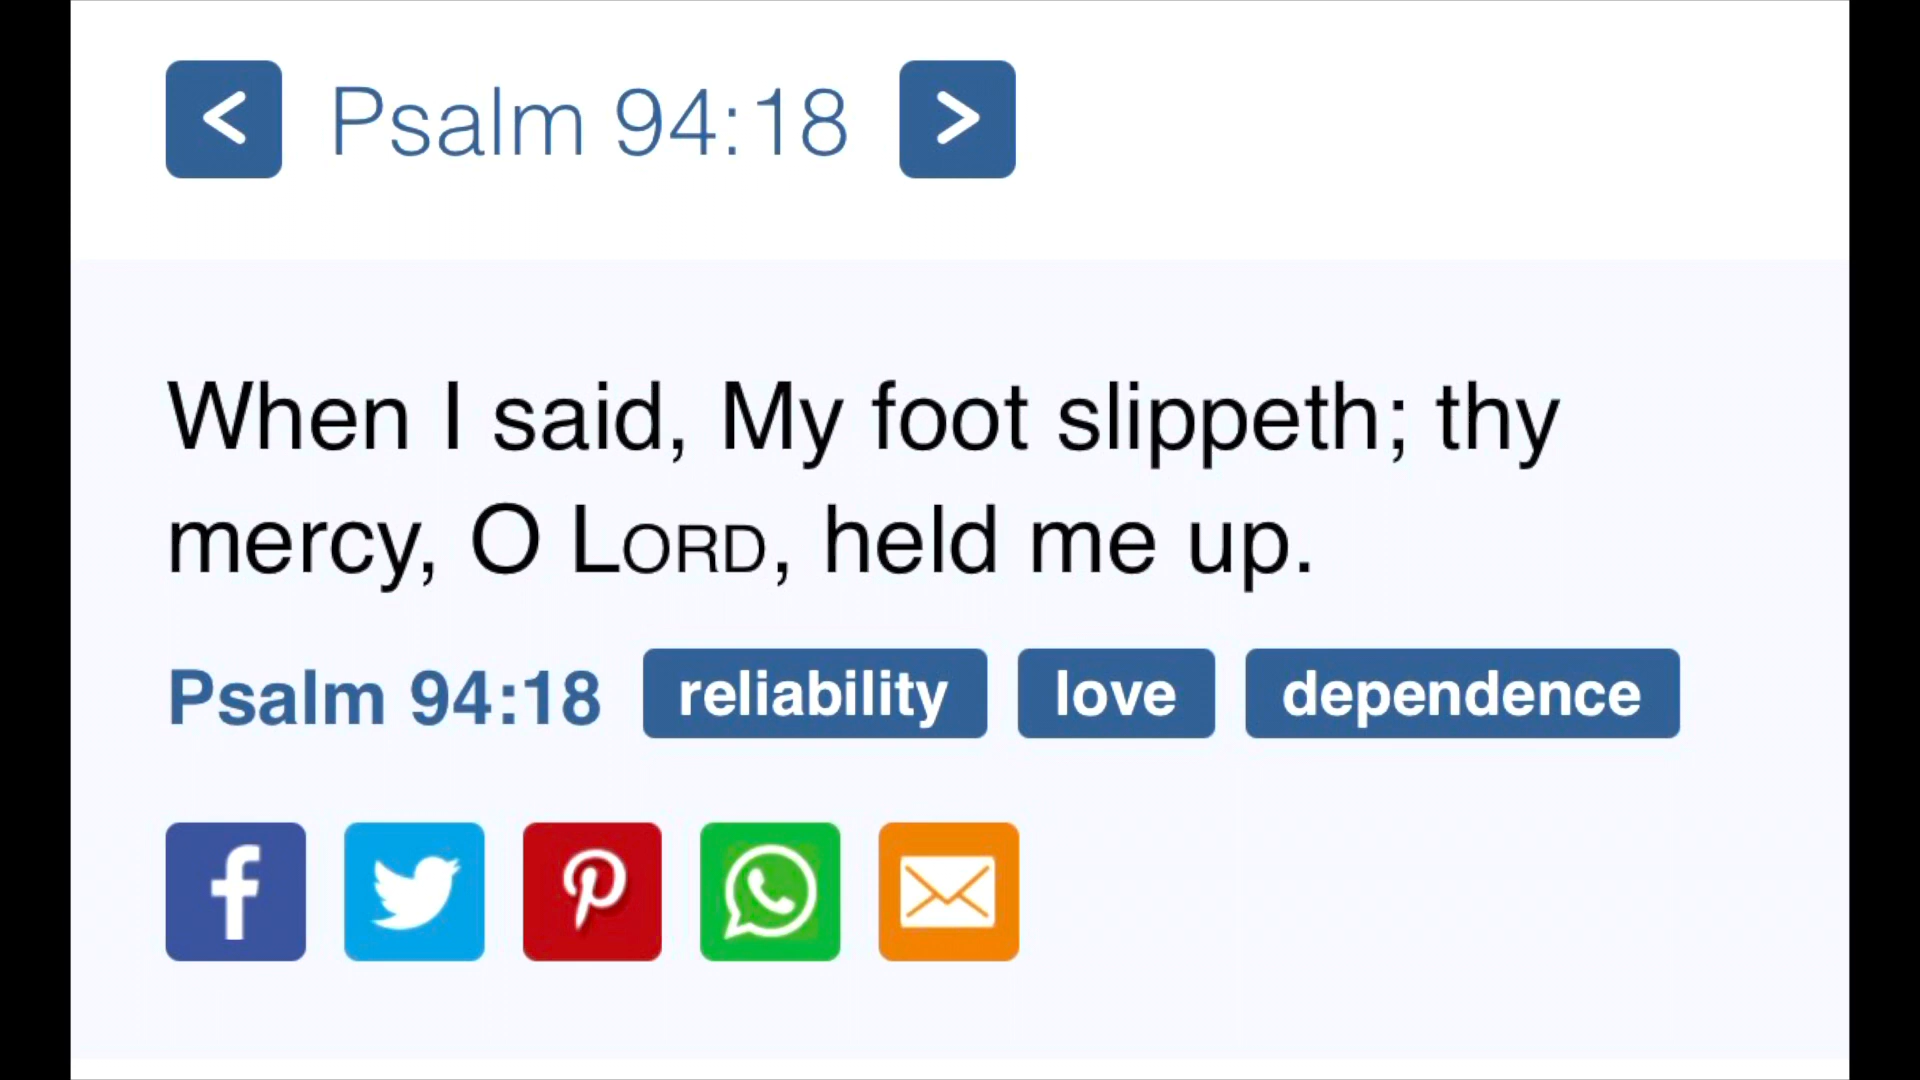 < Psalm 94:18 >
When I said, My foot slippeth; thy
mercy, O LORD, held me up.
Psalm 94:18 reliability love dependence